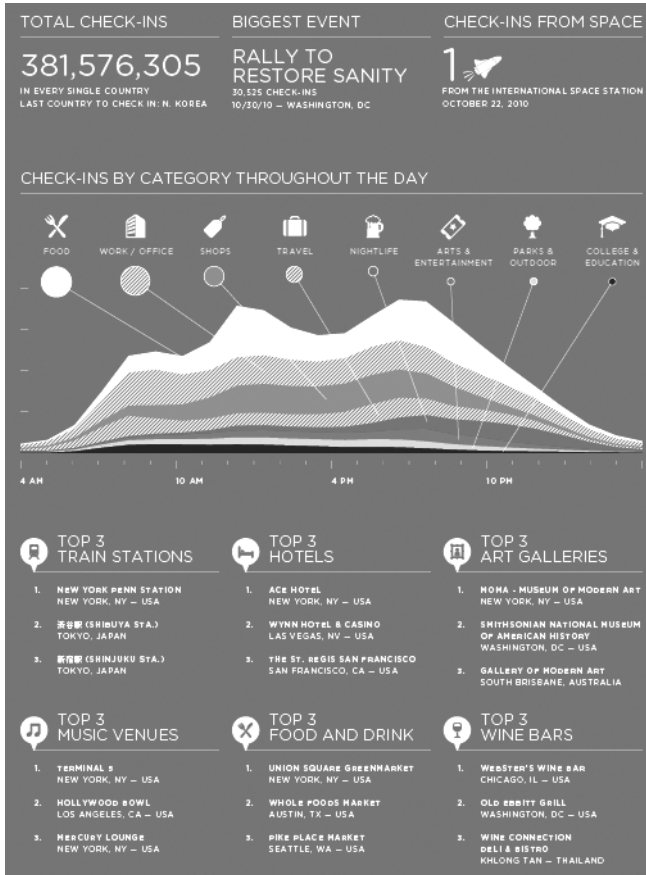 TOTAL CHECK-INS
381,576,305
IN EVERY SINGLE COUNTRY
LAST COUNTRY TO CHECK IN: N. KOREA
BIGGEST EVENT
RALLY TO
RESTORE SANITY
30,525 CHECK-INS
10/30/10 — WASHINGTON, DC
CHECK-INS FROM SPACE
1
FROM THE INTERNATIONAL SPACE STATION
OCTOBER 22, 2010
CHECK-INS BY CATEGORY THROUGHOUT THE DAY
FOOD
WORK / OFFICE
SHOPS
TRAVEL
NIGHTLIFE
ARTS &
ENTERTAINMENT
PARKS &
OUTDOOR
COLLEGE &
EDUCATION
4 AM
10 AM
4 PM
10 PM
TOP 3
TRAIN STATIONS
1. NEW YORK PENN STATION
NEW YORK, NY — USA
2. 渋谷駅 (SHIBUYA STA.)
TOKYO, JAPAN
3. 新宿駅 (SHINJUKU STA.)
TOKYO, JAPAN
TOP 3
HOTELS
1. ACE HOTEL
NEW YORK, NY — USA
2. WYNN HOTEL & CASINO
LAS VEGAS, NV — USA
3. THE ST. REGIS SAN FRANCISCO
SAN FRANCISCO, CA — USA
TOP 3
ART GALLERIES
1. MOMA - MUSEUM OF MODERN ART
NEW YORK, NY — USA
2. SMITHSONIAN NATIONAL MUSEUM
OF AMERICAN HISTORY
WASHINGTON, DC — USA
3. GALLERY OF MODERN ART
SOUTH BRISBANE, AUSTRALIA
TOP 3
MUSIC VENUES
1. TERMINAL 5
NEW YORK, NY — USA
2. HOLLYWOOD BOWL
LOS ANGELES, CA — USA
3. MERCURY LOUNGE
NEW YORK, NY — USA
TOP 3
FOOD AND DRINK
1. UNION SQUARE GREENMARKET
NEW YORK, NY — USA
2. WHOLE FOODS MARKET
AUSTIN, TX — USA
3. PIKE PLACE MARKET
SEATTLE, WA — USA
TOP 3
WINE BARS
1. WEBSTER'S WINE BAR
CHICAGO, IL — USA
2. OLD EBBITT GRILL
WASHINGTON, DC — USA
3. WINE CONNECTION
DELI & BISTRO
KHLONG TAN — THAILAND